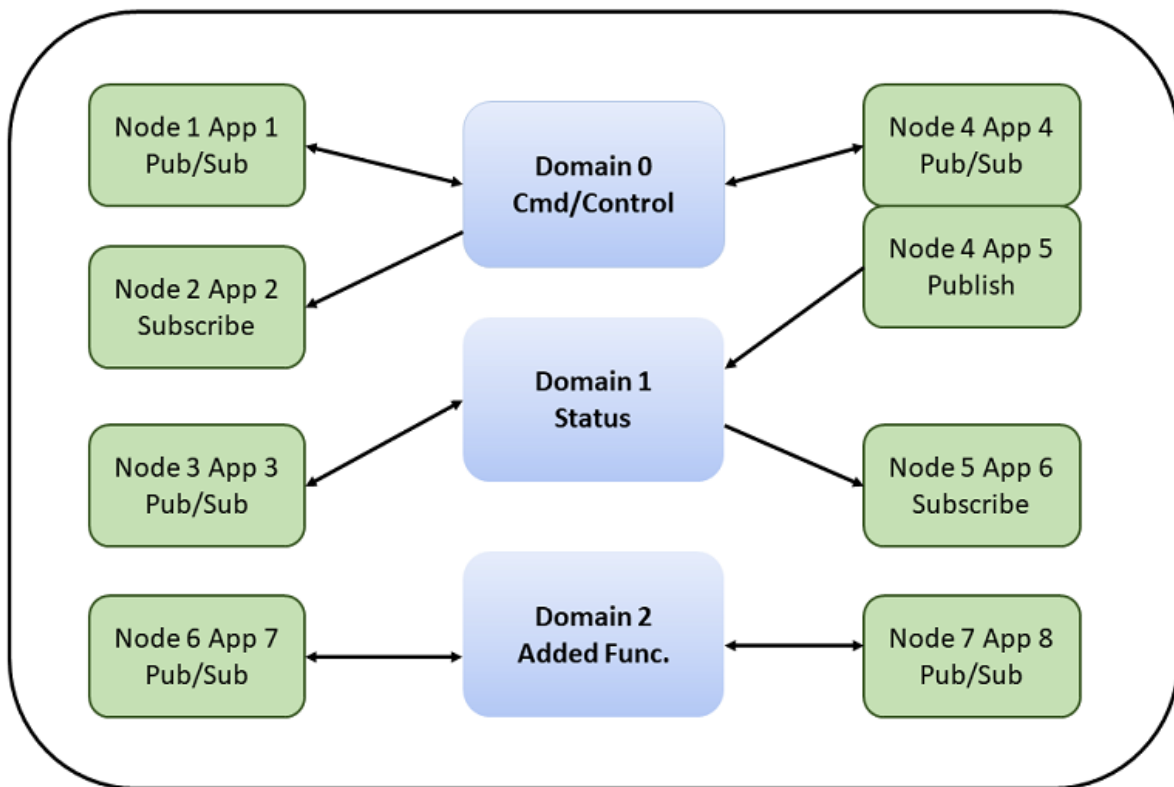 Node 1 App 1
Pub/Sub
Node 2 App 2
Subscribe
Node 3 App 3
Pub/Sub
Node 6 App 7
Pub/Sub
Domain 0
Cmd/Control
Domain 1
Status
Domain 2
Added Func.
Node 4 App 4
Pub/Sub
Node 4 App 5
Publish
Node 5 App 6
Subscribe
Node 7 App 8
Pub/Sub